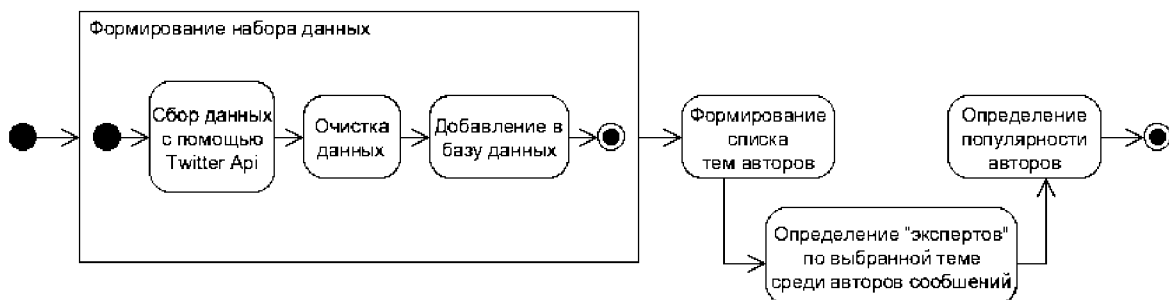 Формирование набора данных
Сбор данных
с помощью
Twitter Api
Очистка
данных
Добавление в
базу данных
Формирование
списка
тем авторов
Определение "экспертов"
по выбранной теме
среди авторов сообшений
Определение
популярности
авторов